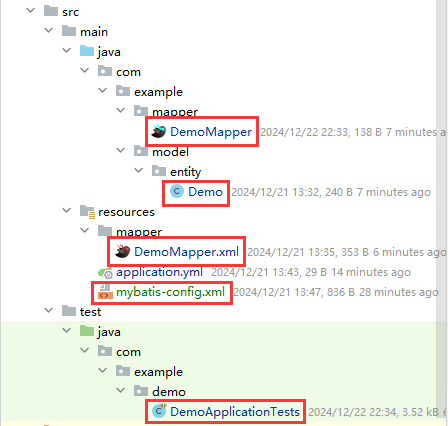 src
main
java
com
example
mapper
DemoMapper 2024/12/22 22:33, 138 B 7 minutes a
model
entity
Demo 2024/12/21 13:32, 240 B 7 minutes ago
resources
mapper
DemoMapper.xml 2024/12/21 13:35, 353 B 6 minutes ago
application.yml 2024/12/21 13:43, 29 B 14 minutes ago
mybatis-config.xml 2024/12/21 13:47, 836 B 28 minutes ago
test
java
com
example
demo
DemoApplicationTests 2024/12/22 22:34, 3.52 kB